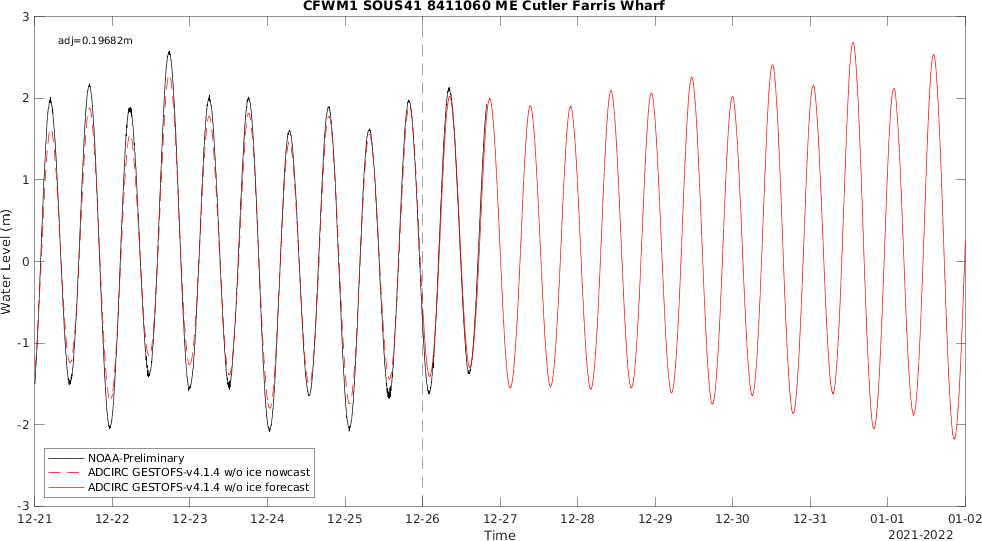 CFWM1 SOUS41 8411060 ME Cutler Farris Wharf
adj=0.19682m
3
2
1
0
-1
-2
-3
Water Level (m)
NOAA-Preliminary
ADCIRC GESTOFS-v4.1.4 w/o ice nowcast
ADCIRC GESTOFS-v4.1.4 w/o ice forecast
12-21 12-22 12-23 12-24 12-25 12-26 12-27 12-28 12-29 12-30 12-31 01-01 01-02
Time
2021-2022